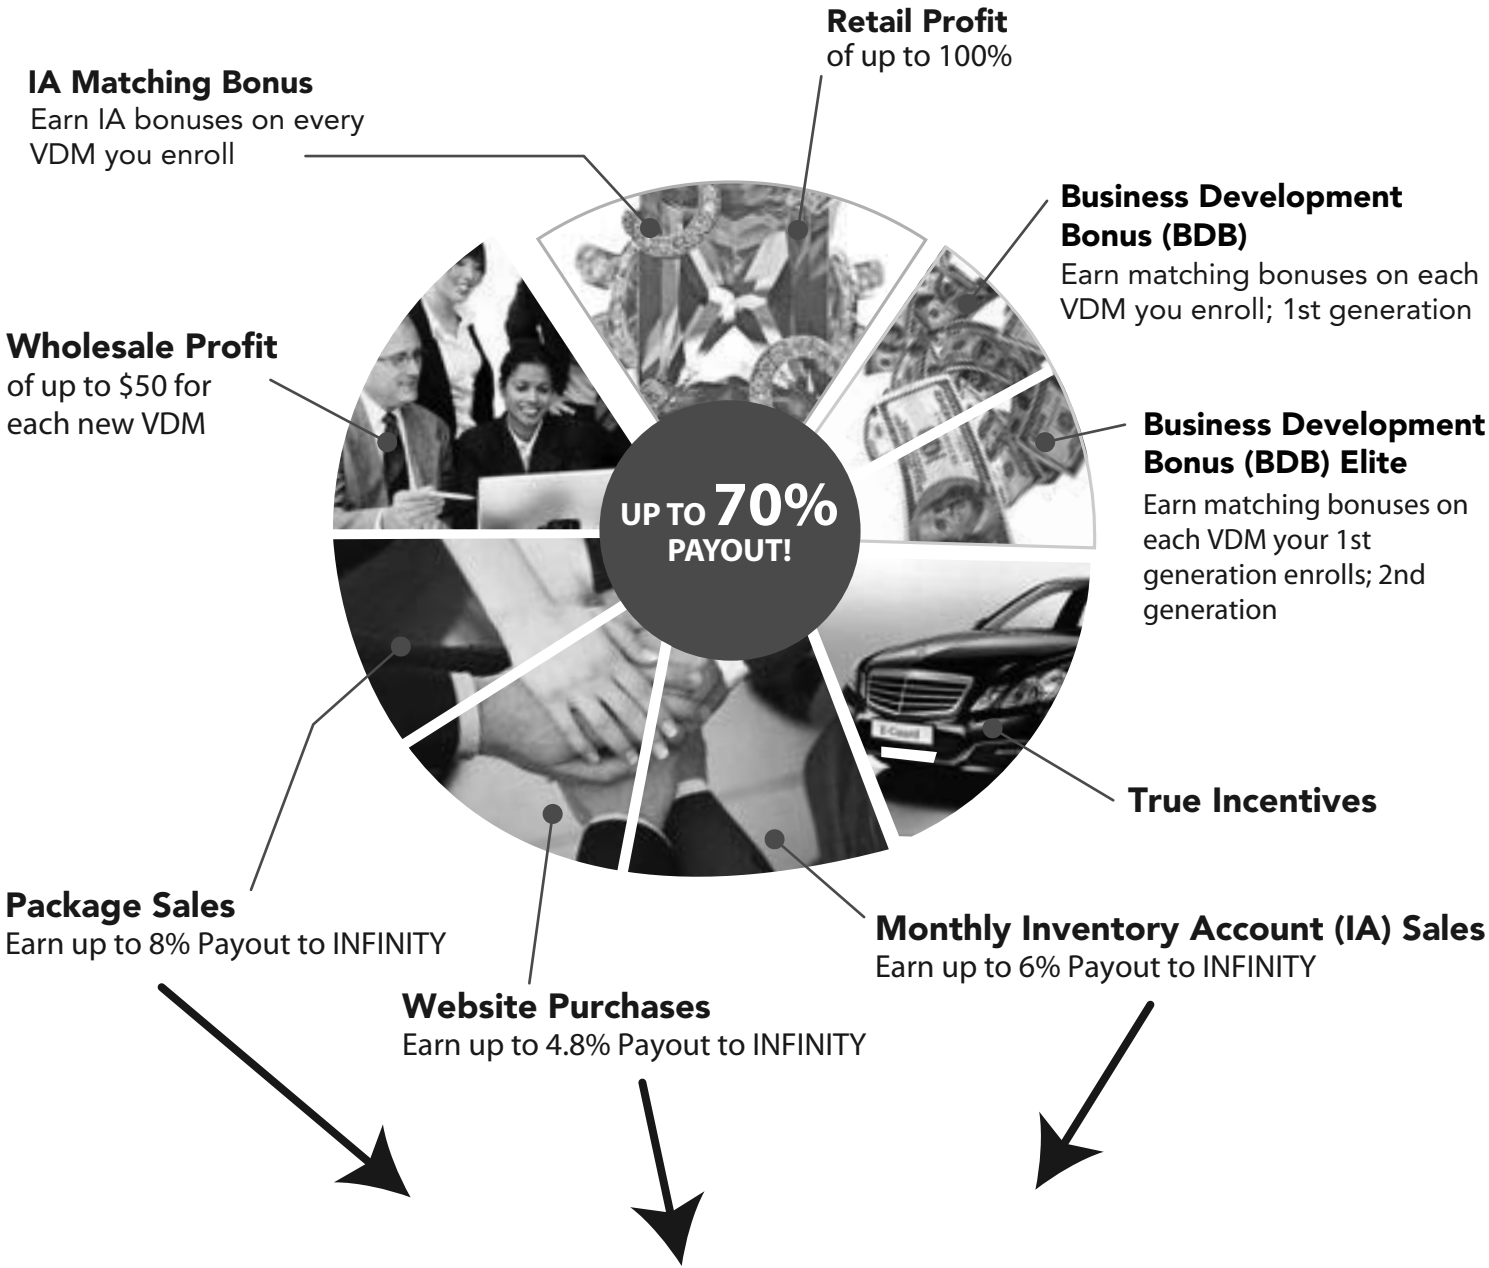 Retail Profit
of up to 100%
IA Matching Bonus
Earn IA bonuses on every
VDM you enroll
Business Development
Bonus (BDB)
Earn matching bonuses on each
VDM you enroll; 1st generation
Wholesale Profit
of up to $50 for
each new VDM
Business Development
Bonus (BDB) Elite
Earn matching bonuses on
each VDM your 1st
generation enrolls; 2nd
generation
UP TO 70%
PAYOUT!
True Incentives
Package Sales
Earn up to 8% Payout to INFINITY
Monthly Inventory Account (IA) Sales
Earn up to 6% Payout to INFINITY
Website Purchases
Earn up to 4.8% Payout to INFINITY